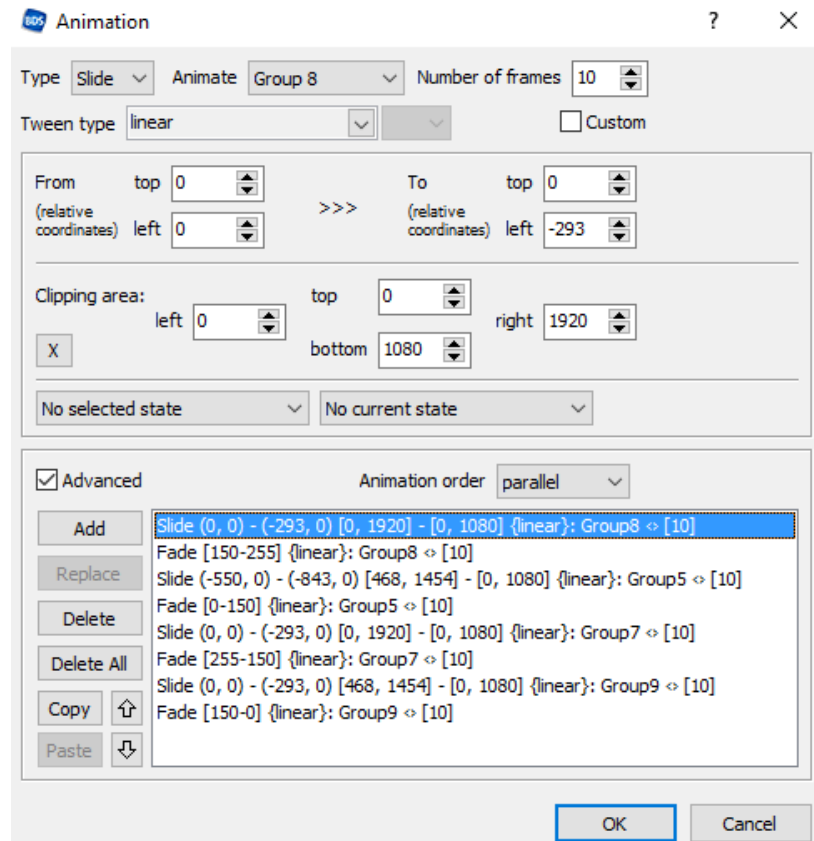 BDS Animation ? X
Type Slide Animate Group 8 Number of frames 10
Tween type linear Custom
From top 0 >>> To top 0
(relative coordinates) left 0 (relative coordinates) left -293
Clipping area:
left 0 top 0 right 1920
X bottom 1080
No selected state No current state
Advanced Animation order parallel
Add
Replace
Delete
Delete All
Copy
Paste
Slide (0, 0) - (-293, 0) [0, 1920] - [0, 1080] {linear}: Group8 <> [10]
Fade [150-255] {linear}: Group8 <> [10]
Slide (-550, 0) - (-843, 0) [468, 1454] - [0, 1080] {linear}: Group5 <> [10]
Fade [0-150] {linear}: Group5 <> [10]
Slide (0, 0) - (-293, 0) [0, 1920] - [0, 1080] {linear}: Group7 <> [10]
Fade [255-150] {linear}: Group7 <> [10]
Slide (0, 0) - (-293, 0) [468, 1454] - [0, 1080] {linear}: Group9 <> [10]
Fade [150-0] {linear}: Group9 <> [10]
OK Cancel